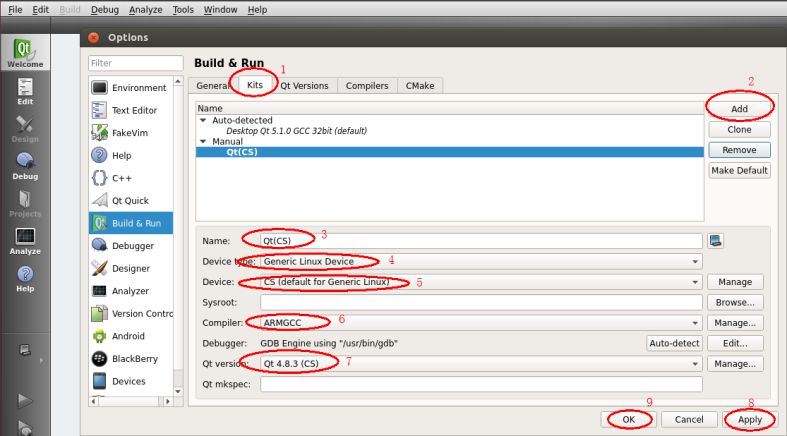 File Edit Build Debug Analyze Tools Window Help
Options
Welcome
Edit
Design
Debug
Projects
Analyze
Help
Filter
Environment
Text Editor
FakeVim
Help
C++
Qt Quick
Build & Run
Debugger
Designer
Analyzer
Version Contro
Android
BlackBerry
Devices
Build & Run
1
General Kits Qt Versions Compilers CMake
2
Name
Auto-detected
Desktop Qt 5.1.0 GCC 32bit (default)
Manual
Qt(CS)
Add
Clone
Remove
Make Default
Name: Qt(CS) 3
Device type: Generic Linux Device 4
Device: CS (default for Generic Linux) 5 Manage
Sysroot: Browse...
Compiler: ARMGCC 6 Manage...
Debugger: GDB Engine using "/usr/bin/gdb" Auto-detect Edit...
Qt version: Qt 4.8.3 (CS) 7 Manage...
Qt mkspec:
9 8
OK Cancel Apply